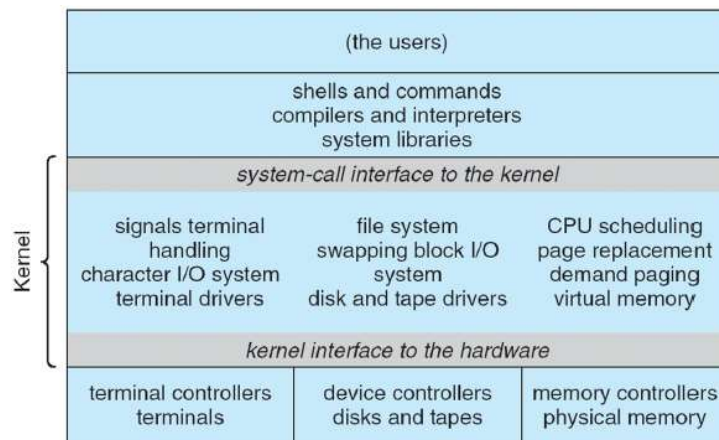 (the users)
shells and commands
compilers and interpreters
system libraries
system-call interface to the kernel
Kernel
signals terminal
handling
character I/O system
terminal drivers
file system
swapping block I/O
system
disk and tape drivers
CPU scheduling
page replacement
demand paging
virtual memory
kernel interface to the hardware
terminal controllers
terminals
device controllers
disks and tapes
memory controllers
physical memory